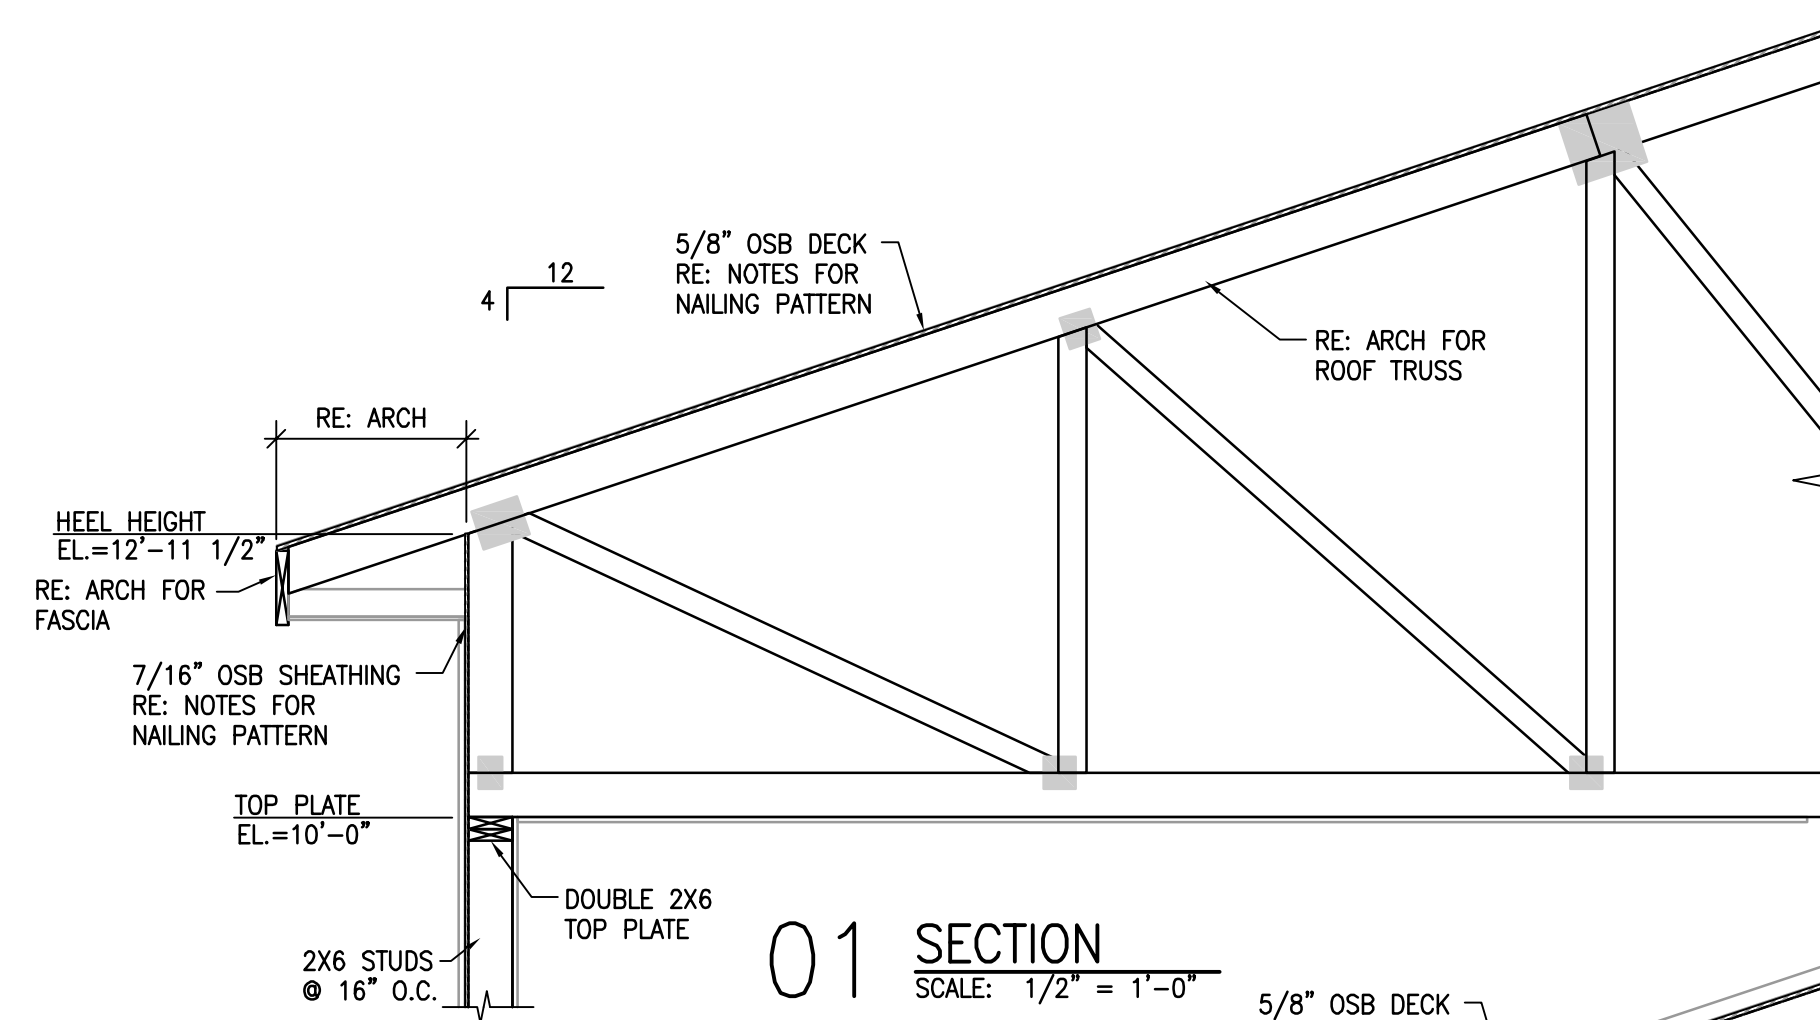 5/8" OSB DECK
RE: NOTES FOR
NAILING PATTERN
12
4
RE: ARCH FOR
ROOF TRUSS
RE: ARCH
HEEL HEIGHT
EL.=12'-11 1/2"
RE: ARCH FOR
FASCIA
7/16" OSB SHEATHING
RE: NOTES FOR
NAILING PATTERN
TOP PLATE
EL.=10'-0"
DOUBLE 2X6
TOP PLATE
2X6 STUDS
@ 16" O.C.
01 SECTION
SCALE: 1/2" = 1'-0"
5/8" OSB DECK